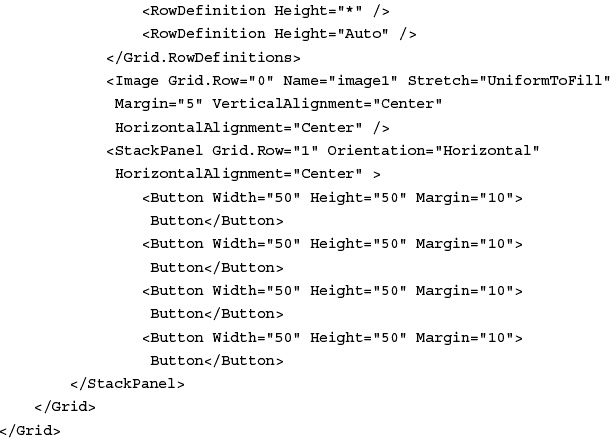 <RowDefinition Height="*" />
<RowDefinition Height="Auto" />
</Grid.RowDefinitions>
<Image Grid.Row="0" Name="image1" Stretch="UniformToFill"
Margin="5" VerticalAlignment="Center"
HorizontalAlignment="Center" />
<StackPanel Grid.Row="1" Orientation="Horizontal"
HorizontalAlignment="Center" >
<Button Width="50" Height="50" Margin="10">
Button</Button>
<Button Width="50" Height="50" Margin="10">
Button</Button>
<Button Width="50" Height="50" Margin="10">
Button</Button>
<Button Width="50" Height="50" Margin="10">
Button</Button>
</StackPanel>
</Grid>
</Grid>